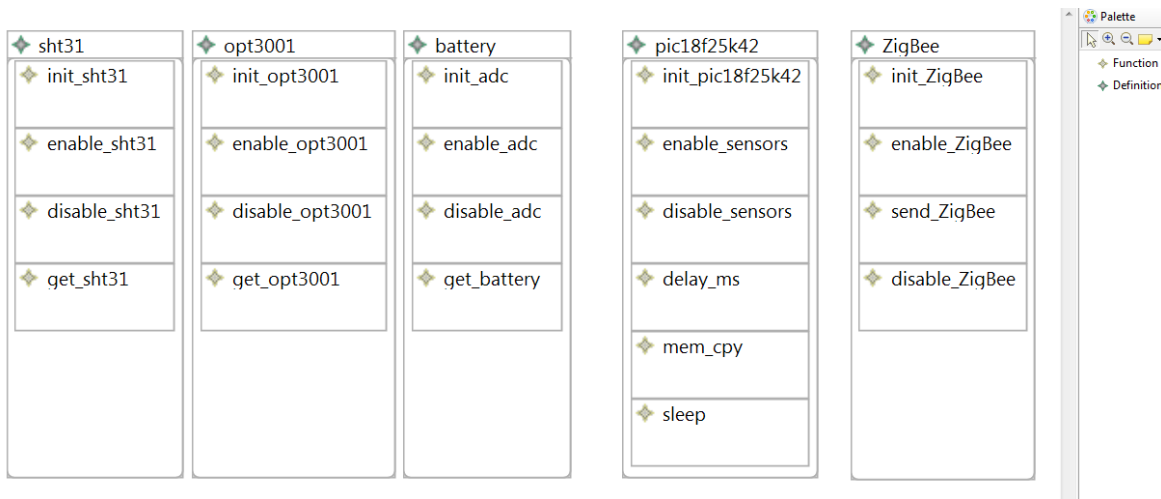 sht31
init_sht31
enable_sht31
disable_sht31
get_sht31
opt3001
init_opt3001
enable_opt3001
disable_opt3001
get_opt3001
battery
init_adc
enable_adc
disable_adc
get_battery
pic18f25k42
init_pic18f25k42
enable_sensors
disable_sensors
delay_ms
mem_cpy
sleep
ZigBee
init_ZigBee
enable_ZigBee
send_ZigBee
disable_ZigBee
Palette
Function
Definition